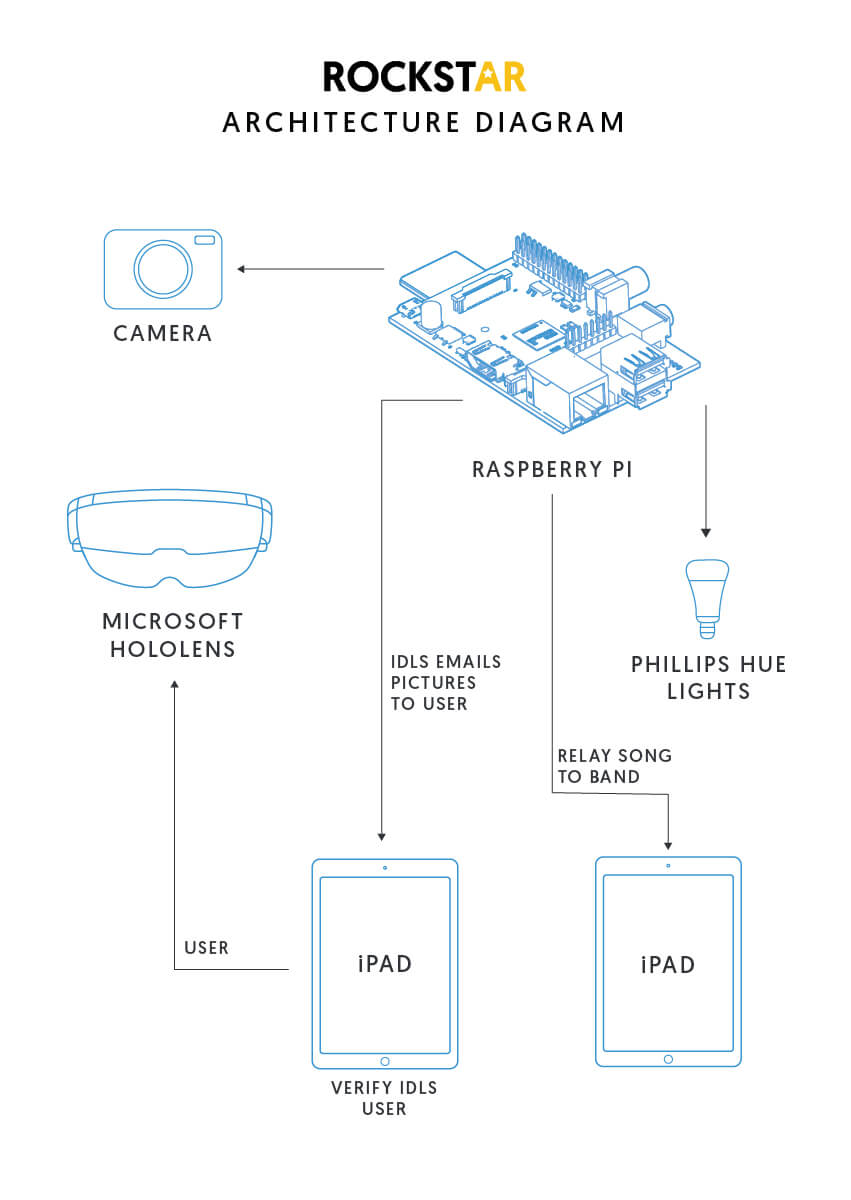 ROCKSTAR
ARCHITECTURE DIAGRAM
CAMERA
RASPBERRY PI
MICROSOFT
HOLOLENS
IDLS EMAILS
PICTURES
TO USER
PHILLIPS HUE
LIGHTS
RELAY SONG
TO BAND
USER
iPAD
iPAD
VERIFY IDLS
USER